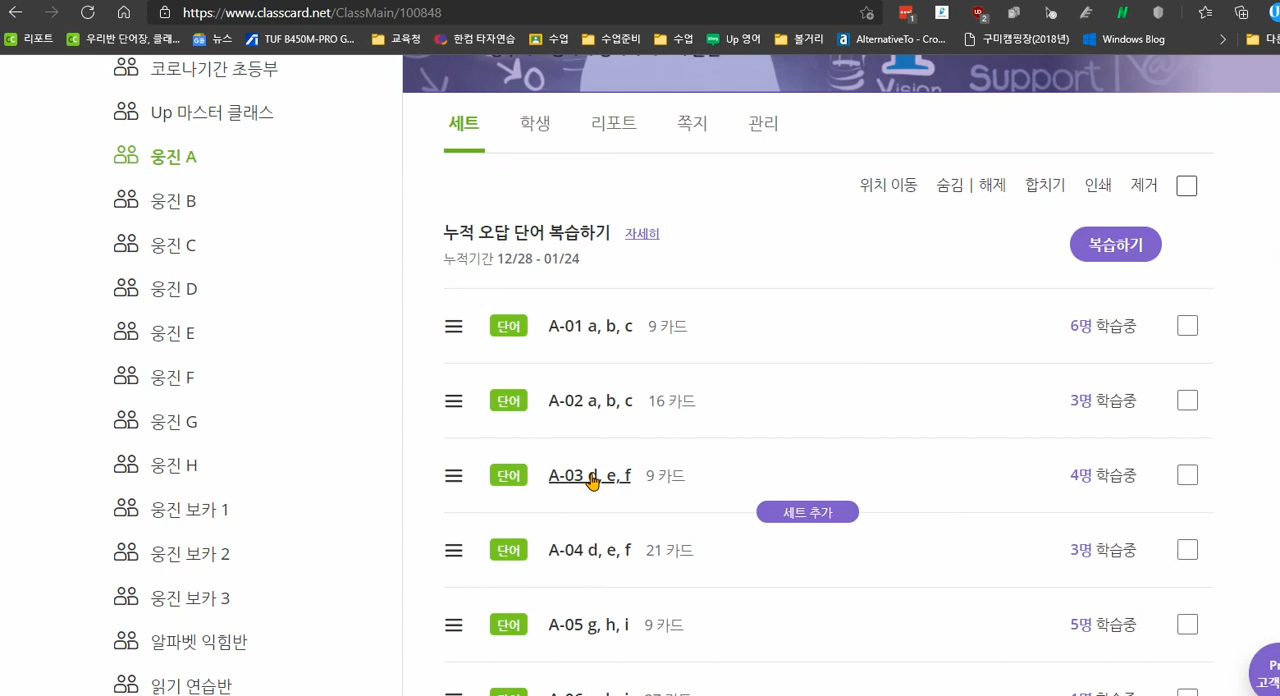 https://www.classcard.net/ClassMain/100848
리포트
우리반 단어장, 클래...
뉴스
TUF B450M-PRO G...
교육청
한컴 타자연습
수업
수업준비
수업
Up 영어
볼거리
AlternativeTo - Cro...
구미캠핑장(2018년)
Windows Blog
다른
코로나기간 초등부
Up 마스터 클래스
웅진 A
웅진 B
웅진 C
웅진 D
웅진 E
웅진 F
웅진 G
웅진 H
웅진 보카 1
웅진 보카 2
웅진 보카 3
알파벳 익힘반
읽기 연습반
Vision
Support
세트 학생 리포트 쪽지 관리
위치 이동 숨김 | 해제 합치기 인쇄 제거
누적 오답 단어 복습하기 자세히
누적기간 12/28 - 01/24
복습하기
단어 A-01 a, b, c 9 카드 6명 학습중
단어 A-02 a, b, c 16 카드 3명 학습중
단어 A-03 d, e, f 9 카드 4명 학습중
세트 추가
단어 A-04 d, e, f 21 카드 3명 학습중
단어 A-05 g, h, i 9 카드 5명 학습중
고객